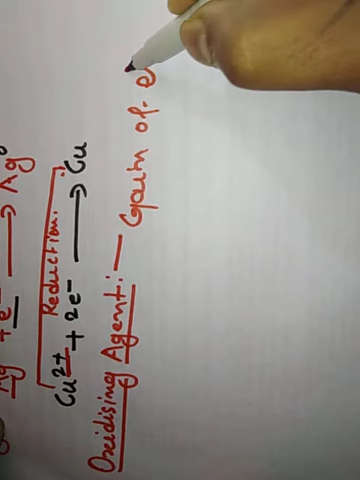 Ag + e⁻ → Ag⁰
Reduction.
Cu²⁺ + 2e⁻ → Cu
Oxidising Agent: — Gain of e